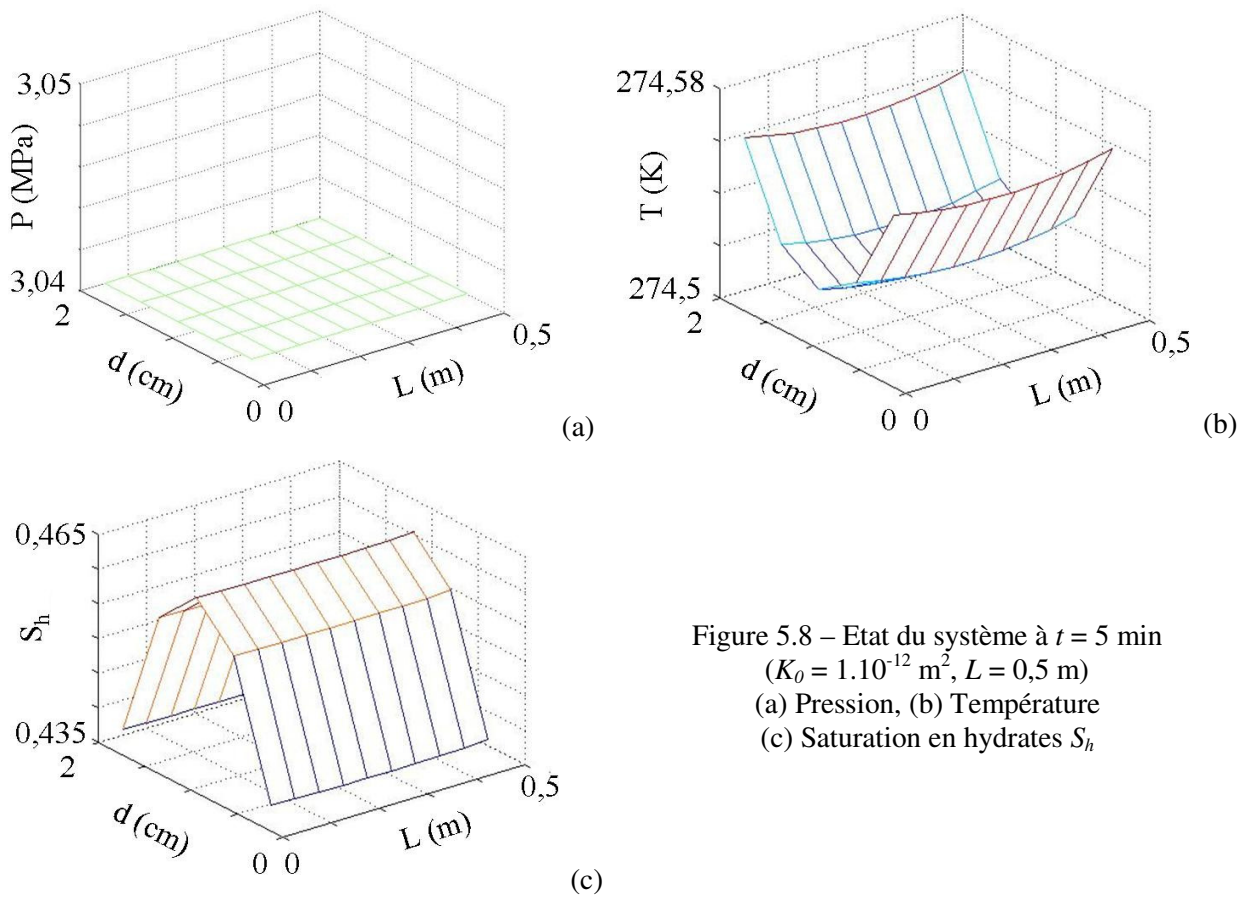 3,05
P (MPa)
3,04
2
d (cm)
0 0
L (m)
0,5
(a)
274,58
T (K)
274,5
2
d (cm)
0 0
L (m)
0,5
(b)
0,465
S_h
0,435
2
d (cm)
0 0
L (m)
0,5
(c)
Figure 5.8 – Etat du système à t = 5 min
(K₀ = 1.10⁻¹² m², L = 0,5 m)
(a) Pression, (b) Température
(c) Saturation en hydrates S_h